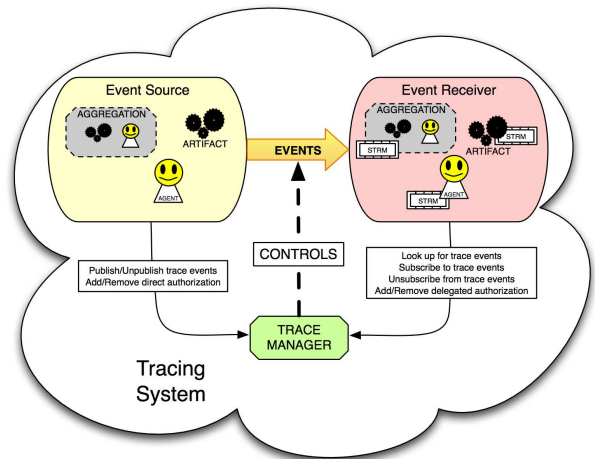 Event Source
AGGREGATION
ARTIFACT
AGENT
EVENTS
Event Receiver
AGGREGATION
STRM
STRM
ARTIFACT
STRM
AGENT
Publish/Unpublish trace events
Add/Remove direct authorization
CONTROLS
Look up for trace events
Subscribe to trace events
Unsubscribe from trace events
Add/Remove delegated authorization
TRACE
MANAGER
Tracing
System